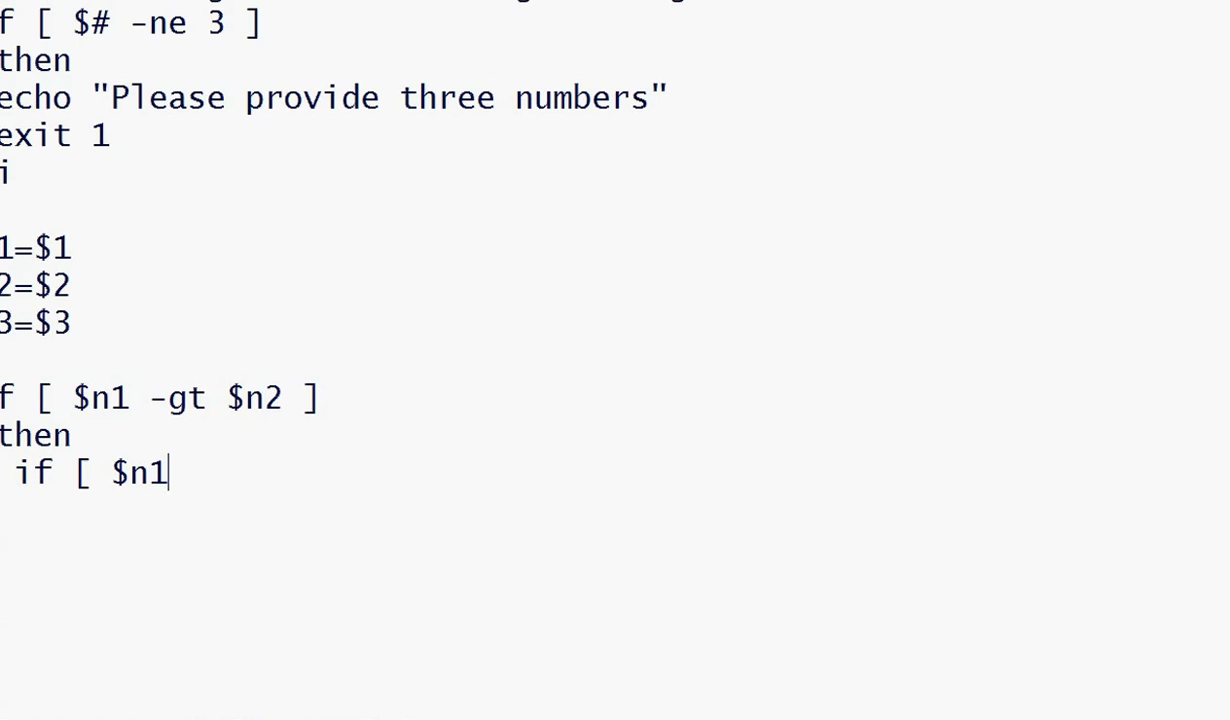 f [ $# -ne 3 ]
then
echo "Please provide three numbers"
exit 1
i
1=$1
2=$2
3=$3
f [ $n1 -gt $n2 ]
then
if [ $n1